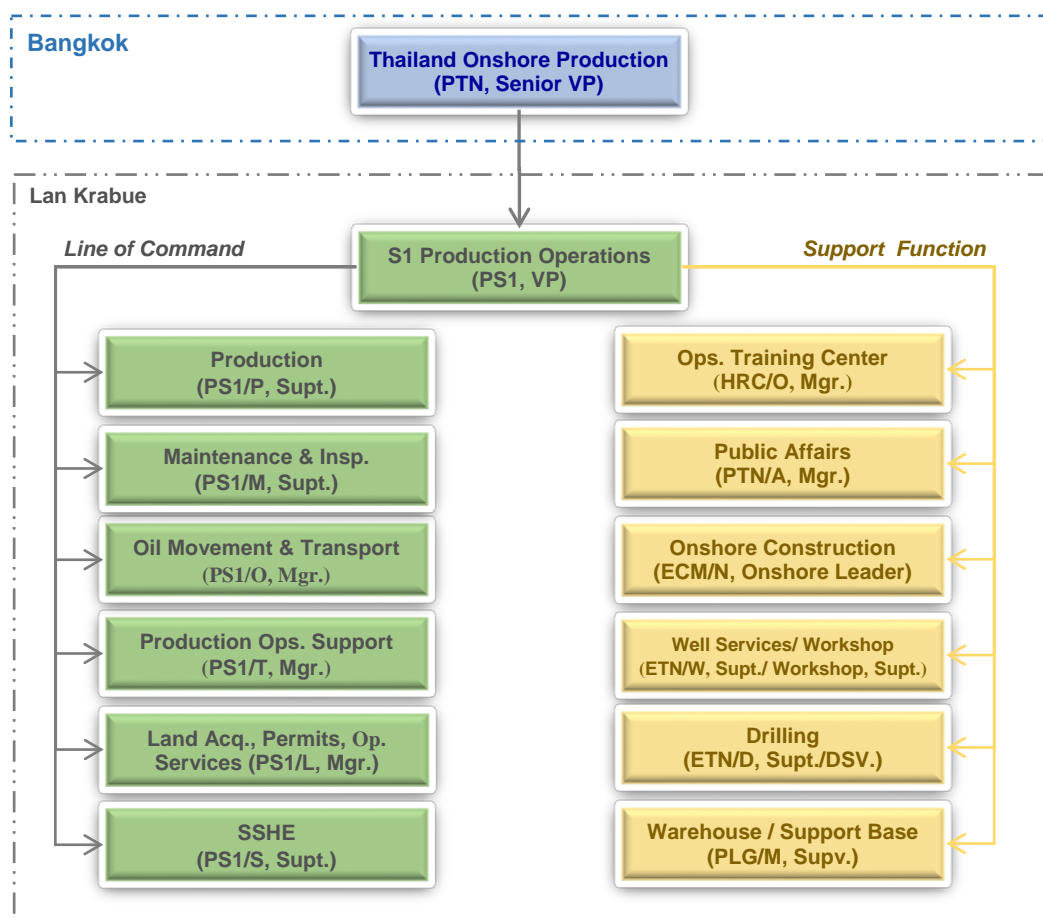 Bangkok
Thailand Onshore Production
(PTN, Senior VP)
Lan Krabue
Line of Command
S1 Production Operations
(PS1, VP)
Support Function
Production
(PS1/P, Supt.)
Maintenance & Insp.
(PS1/M, Supt.)
Oil Movement & Transport
(PS1/O, Mgr.)
Production Ops. Support
(PS1/T, Mgr.)
Land Acq., Permits, Op.
Services (PS1/L, Mgr.)
SSHE
(PS1/S, Supt.)
Ops. Training Center
(HRC/O, Mgr.)
Public Affairs
(PTN/A, Mgr.)
Onshore Construction
(ECM/N, Onshore Leader)
Well Services/ Workshop
(ETN/W, Supt./ Workshop, Supt.)
Drilling
(ETN/D, Supt./DSV.)
Warehouse / Support Base
(PLG/M, Supv.)